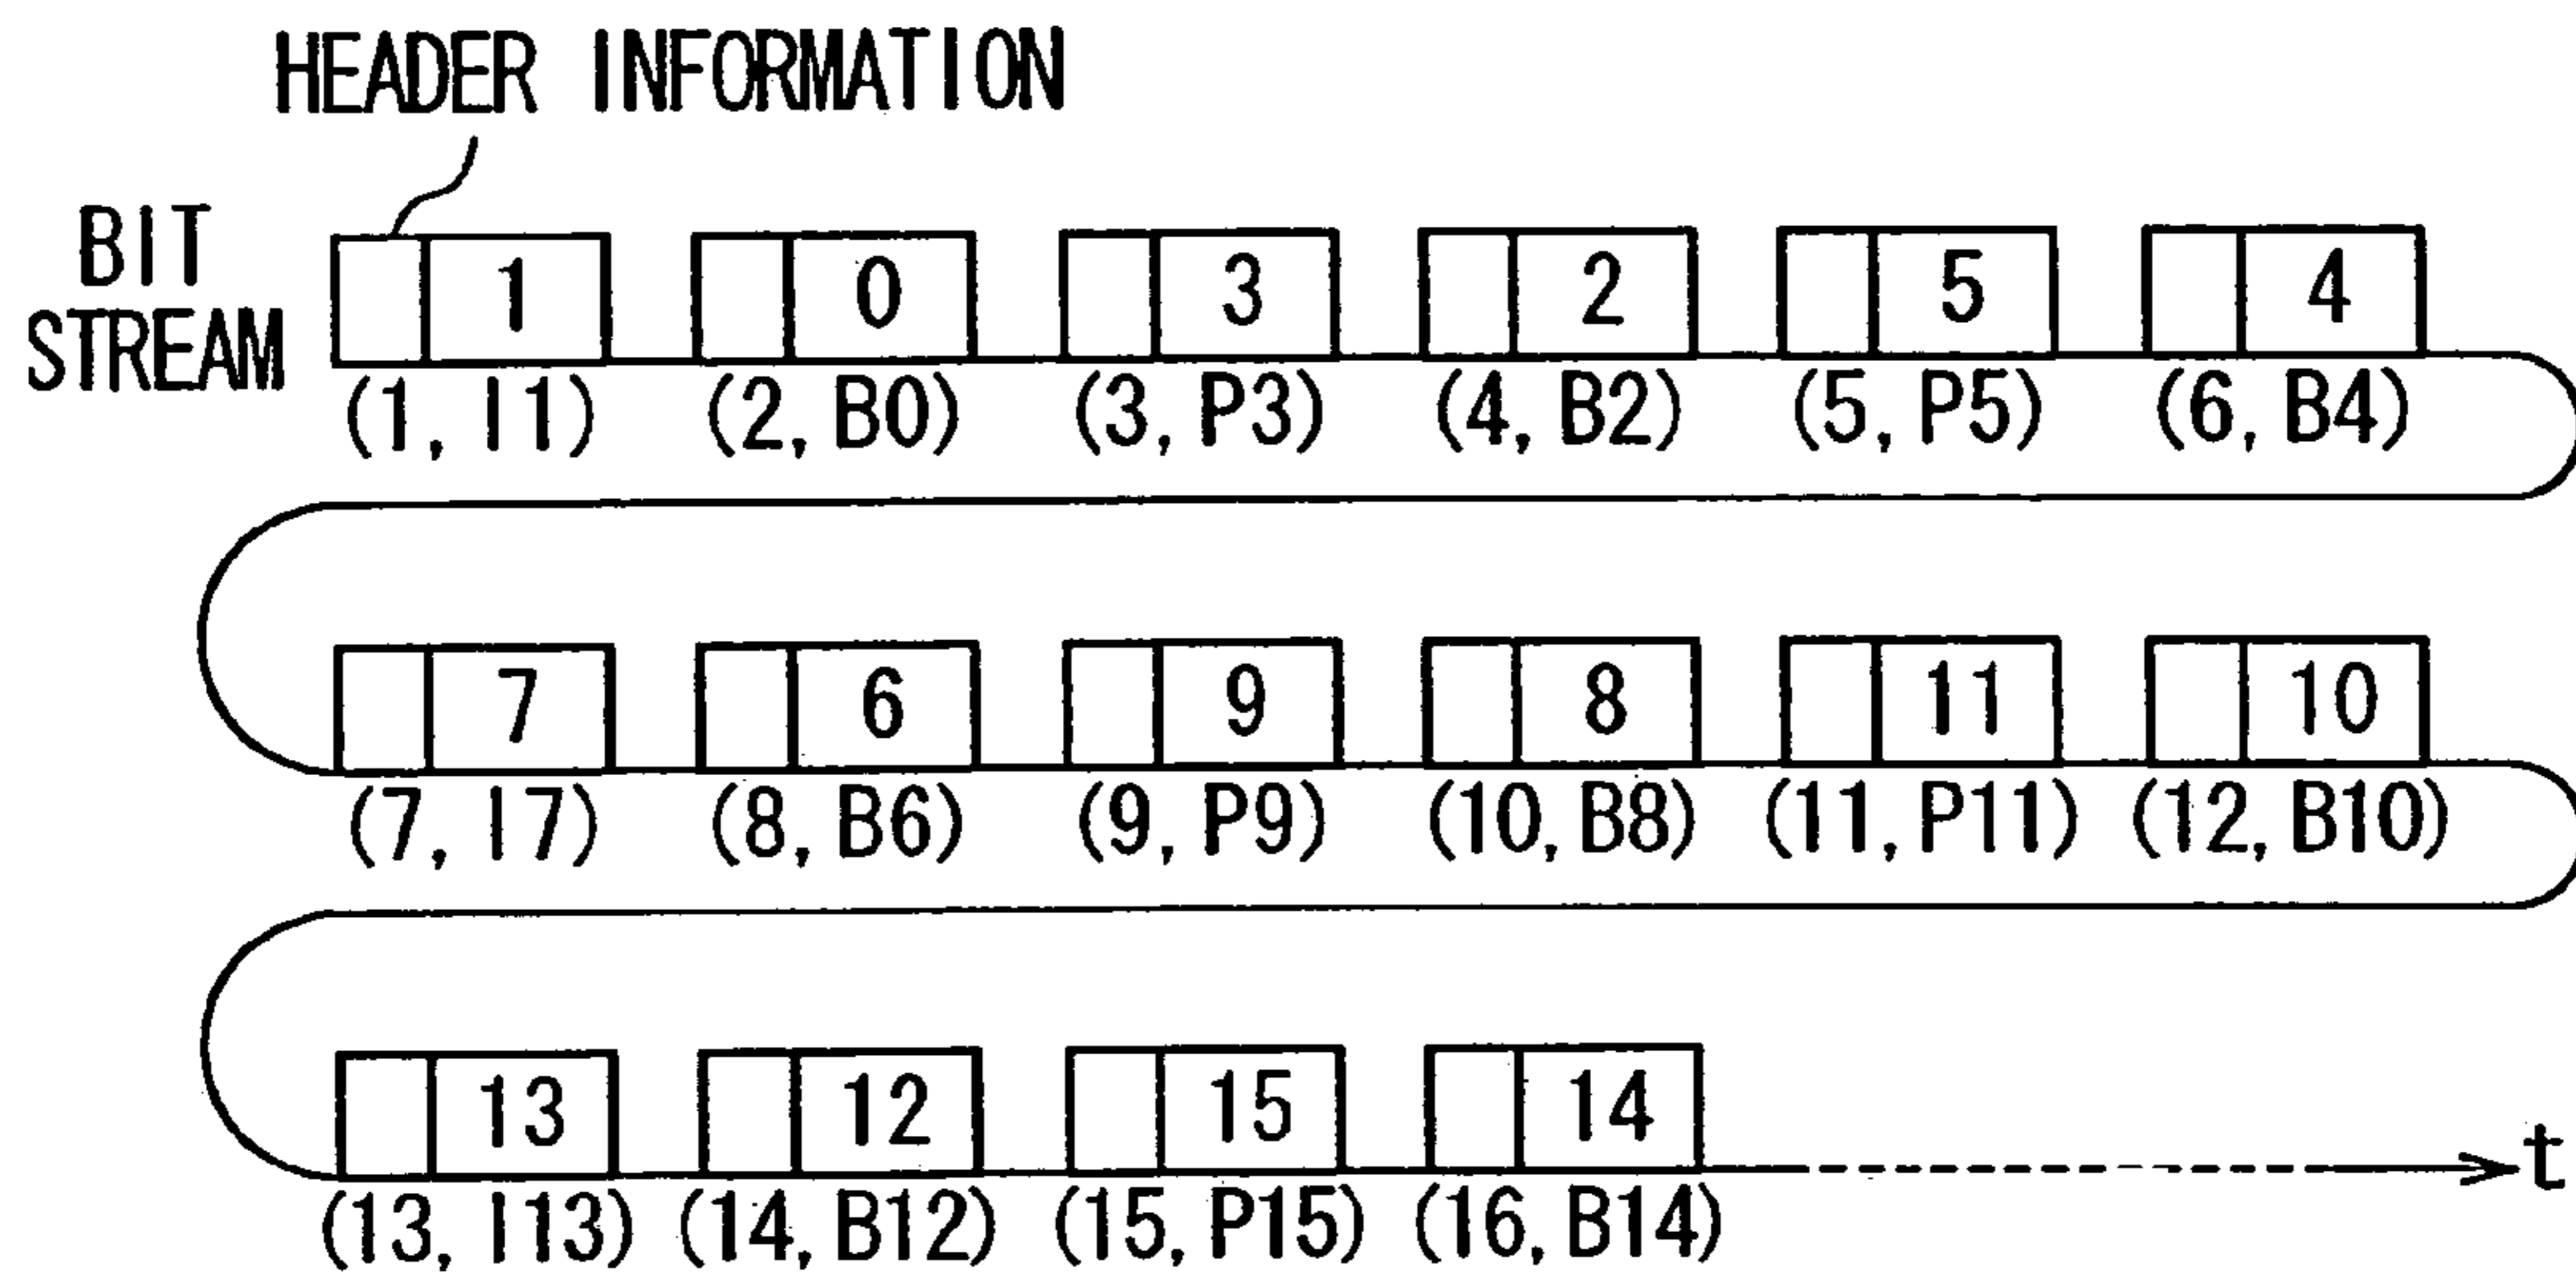 HEADER INFORMATION
BIT
STREAM
1 0 3 2 5 4
(1, I1) (2, B0) (3, P3) (4, B2) (5, P5) (6, B4)
7 6 9 8 11 10
(7, I7) (8, B6) (9, P9) (10, B8) (11, P11) (12, B10)
13 12 15 14
t
(13, I13) (14, B12) (15, P15) (16, B14)